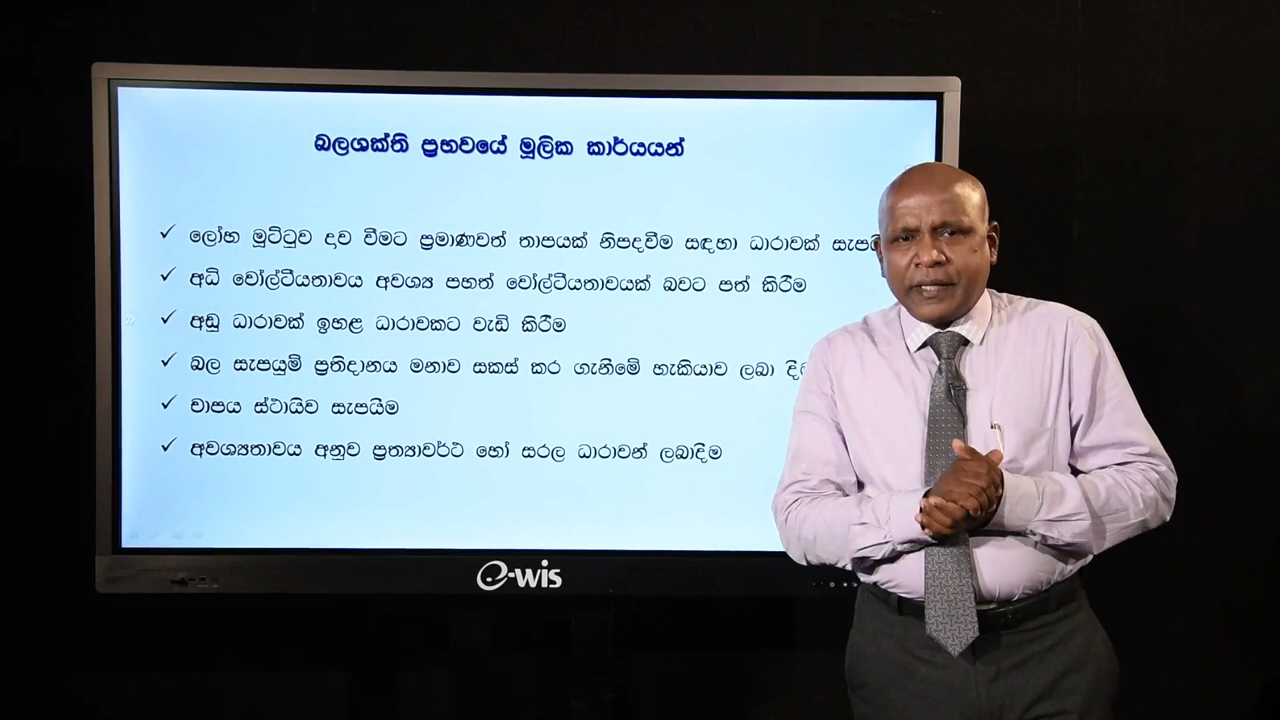 බලශක්ති ප්‍රභවයේ මූලික කාර්යයන්
ලෝහ මූට්ටුව ද්‍රාව වීමට ප්‍රමාණවත් තාපයක් නිපදවීම සඳහා ධාරාවක්
අධි වෝල්ටීයතාවය අවශ්‍ය පහත් වෝල්ටීයතාවයක් බවට පත් කිරීම
අඩු ධාරාවක් ඉහළ ධාරාවකට වැඩි කිරීම
බල සැපයුම් ප්‍රතිදානය මනාව සකස් කර ගැනීමේ හැකියාව ලබා
චාපය ස්ථායිව සැපයීම
අවශ්‍යතාවය අනුව ප්‍රත්‍යාවර්ථ හෝ සරල ධාරාවන් ලබාදීම
e-wis